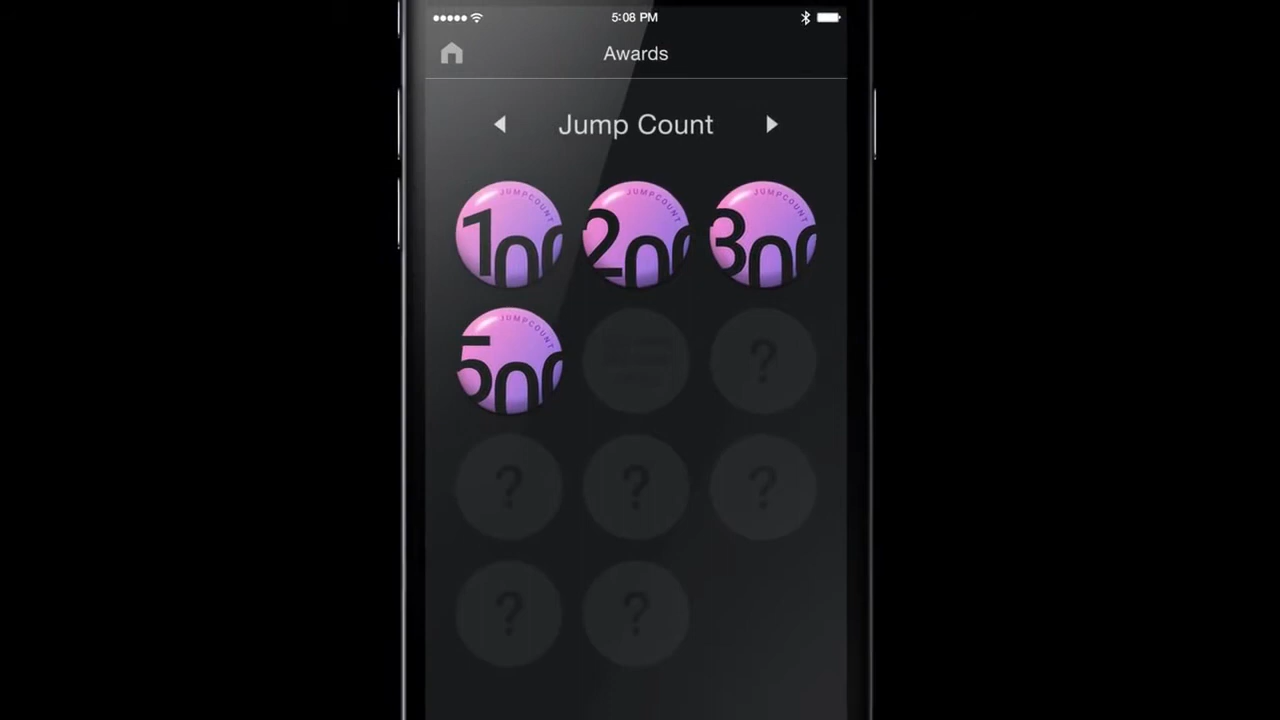 5:08 PM
Awards
Jump Count
JUMPCOUNT
100
JUMPCOUNT
200
JUMPCOUNT
300
JUMPCOUNT
500
?
? ? ?
? ?